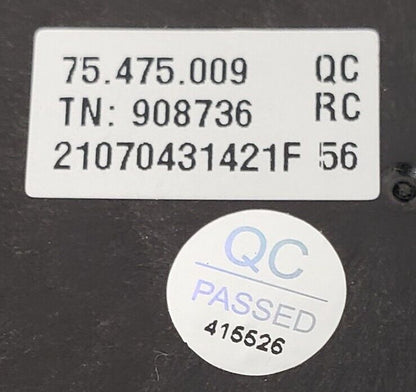 75.475.009 QC
TN: 908736 RC
21070431421F 56
QC
PASSED
415526